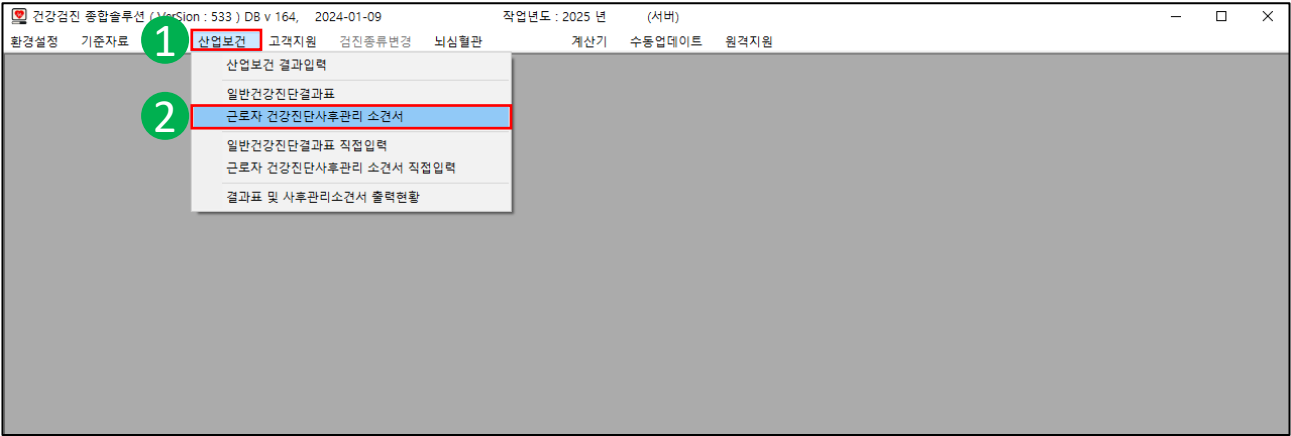 건강검진 종합솔루션 ( VerSion : 533 ) DB v 164, 2024-01-09 작업년도 : 2025 년 (서버)
환경설정 기준자료 1 산업보건 고객지원 검진종류변경 뇌심혈관 계산기 수동업데이트 원격지원
산업보건 결과입력
일반건강진단결과표
2 근로자 건강진단사후관리 소견서
일반건강진단결과표 직접입력
근로자 건강진단사후관리 소견서 직접입력
결과표 및 사후관리소견서 출력현황